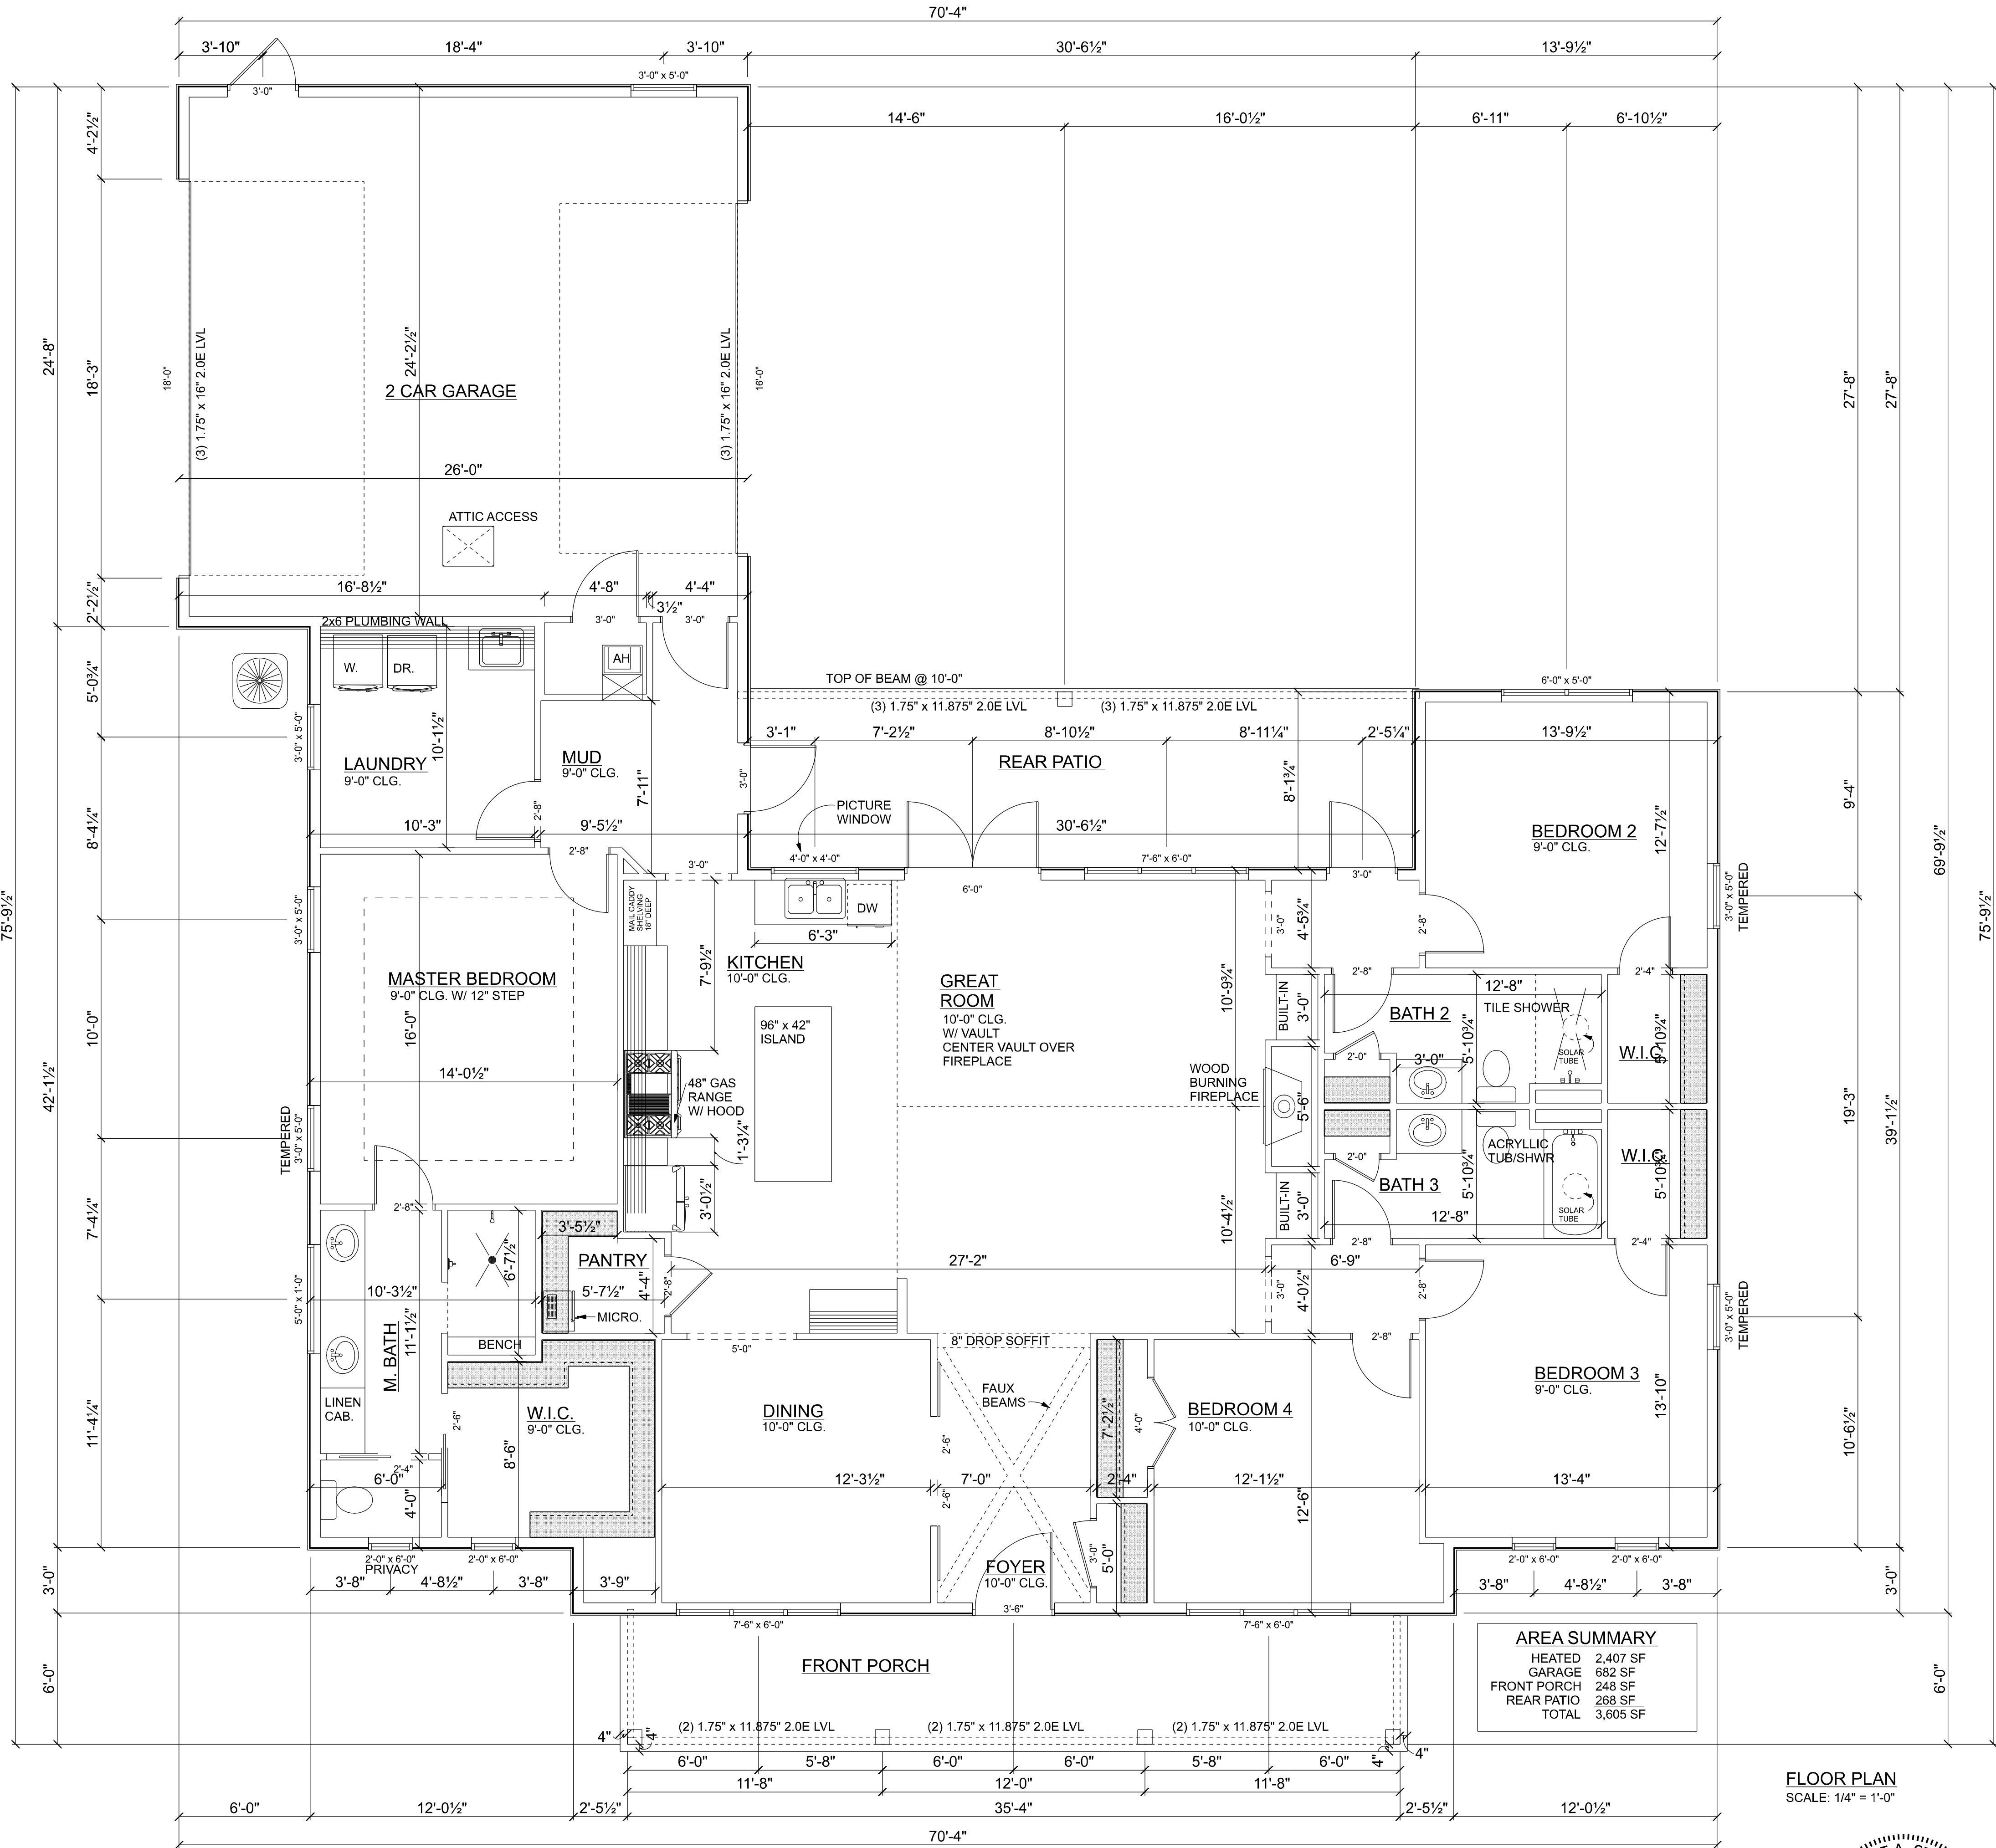 70'-4"
3'-10"
18'-4"
3'-10"
30'-6½"
13'-9½"
3'-0"
3'-0" x 5'-0"
14'-6"
16'-0½"
6'-11"
6'-10½"
4'-2½"
24'-8"
18'-3"
18'-0"
(3) 1.75" x 16" 2.0E LVL
24'-2½"
2 CAR GARAGE
(3) 1.75" x 16" 2.0E LVL
16'-0"
27'-8"
27'-8"
26'-0"
ATTIC ACCESS
16'-8½"
4'-8"
4'-4"
3½"
2'-2½"
2x6 PLUMBING WALL
3'-0"
3'-0"
W.
DR.
AH
5'-0¾"
3'-0" x 5'-0"
10'-1½"
LAUNDRY
9'-0" CLG.
MUD
9'-0" CLG.
7'-11"
3'-0"
TOP OF BEAM @ 10'-0"
(3) 1.75" x 11.875" 2.0E LVL
(3) 1.75" x 11.875" 2.0E LVL
6'-0" x 5'-0"
3'-1"
7'-2½"
8'-10½"
8'-11¼"
2'-5¼"
13'-9½"
REAR PATIO
8'-1¾"
PICTURE
WINDOW
10'-3"
2'-8"
9'-5½"
30'-6½"
2'-8"
3'-0"
4'-0" x 4'-0"
6'-0"
7'-6" x 6'-0"
3'-0"
BEDROOM 2
9'-0" CLG.
12'-7½"
9'-4"
69'-9½"
75'-9½"
75'-9½"
8'-4¼"
3'-0" x 5'-0"
MAIL CADDY
SHELVING
18" DEEP
DW
6'-3"
3'-0"
4'-5¾"
2'-8"
3'-0" x 5'-0"
TEMPERED
MASTER BEDROOM
9'-0" CLG. W/ 12" STEP
7'-9½"
KITCHEN
10'-0" CLG.
GREAT
ROOM
10'-0" CLG.
W/ VAULT
CENTER VAULT OVER
FIREPLACE
10'-9¾"
BUILT-IN
3'-0"
2'-8"
2'-4"
12'-8"
BATH 2
TILE SHOWER
5'-10¾"
SOLAR
TUBE
W.I.C.
5'-10¾"
42'-1½"
10'-0"
16'-0"
14'-0½"
96" x 42"
ISLAND
48" GAS
RANGE
W/ HOOD
WOOD
BURNING
FIREPLACE
5'-6"
2'-0"
3'-0"
19'-3"
39'-1½"
TEMPERED
3'-0" x 5'-0"
1'-3¼"
3'-0½"
2'-0"
ACRYLLIC
TUB/SHWR
W.I.C.
5'-10¾"
5'-10¾"
BATH 3
SOLAR
TUBE
12'-8"
BUILT-IN
3'-0"
10'-4½"
7'-4¼"
2'-8"
3'-5½"
6'-7½"
PANTRY
4'-4"
2'-8"
27'-2"
2'-8"
6'-9"
2'-4"
5'-0" x 1'-0"
10'-3½"
5'-7½"
MICRO.
3'-0"
4'-0½"
2'-8"
3'-0" x 5'-0"
TEMPERED
M. BATH
11'-1½"
BENCH
5'-0"
8" DROP SOFFIT
2'-8"
BEDROOM 3
9'-0" CLG.
13'-10"
11'-4¼"
LINEN
CAB.
2'-6"
W.I.C.
9'-0" CLG.
8'-6"
DINING
10'-0" CLG.
FAUX
BEAMS
2'-6"
7'-2½"
4'-0"
BEDROOM 4
10'-0" CLG.
10'-6½"
2'-4"
6'-0"
4'-0"
12'-3½"
7'-0"
2'-6"
2'-4"
12'-1½"
12'-6"
13'-4"
2'-0" x 6'-0"
PRIVACY
2'-0" x 6'-0"
FOYER
10'-0" CLG.
3'-0"
5'-0"
2'-0" x 6'-0"
2'-0" x 6'-0"
3'-0"
3'-8"
4'-8½"
3'-8"
3'-9"
3'-6"
3'-8"
4'-8½"
3'-8"
3'-0"
7'-6" x 6'-0"
7'-6" x 6'-0"
FRONT PORCH
AREA SUMMARY
HEATED 2,407 SF
GARAGE 682 SF
FRONT PORCH 248 SF
REAR PATIO 268 SF
TOTAL 3,605 SF
6'-0"
6'-0"
(2) 1.75" x 11.875" 2.0E LVL
(2) 1.75" x 11.875" 2.0E LVL
(2) 1.75" x 11.875" 2.0E LVL
4"
4"
4"
4"
6'-0"
5'-8"
6'-0"
6'-0"
5'-8"
6'-0"
11'-8"
12'-0"
11'-8"
FLOOR PLAN
SCALE: 1/4" = 1'-0"
6'-0"
12'-0½"
2'-5½"
35'-4"
2'-5½"
12'-0½"
70'-4"